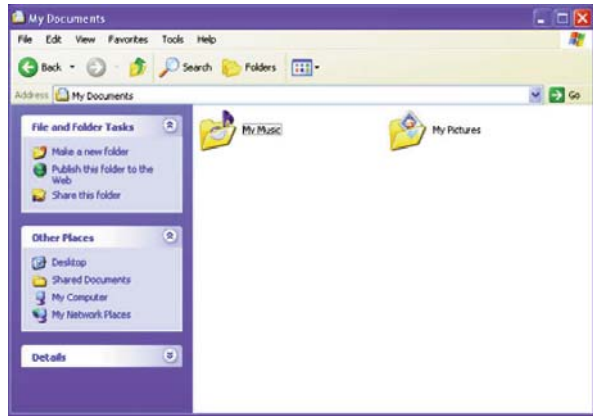 My Documents
File Edit View Favorites Tools Help
Back Search Folders
Address My Documents Go
File and Folder Tasks
Make a new folder
Publish this folder to the
Web
Share this folder
Other Places
Desktop
Shared Documents
My Computer
My Network Places
Details
My Music
My Pictures